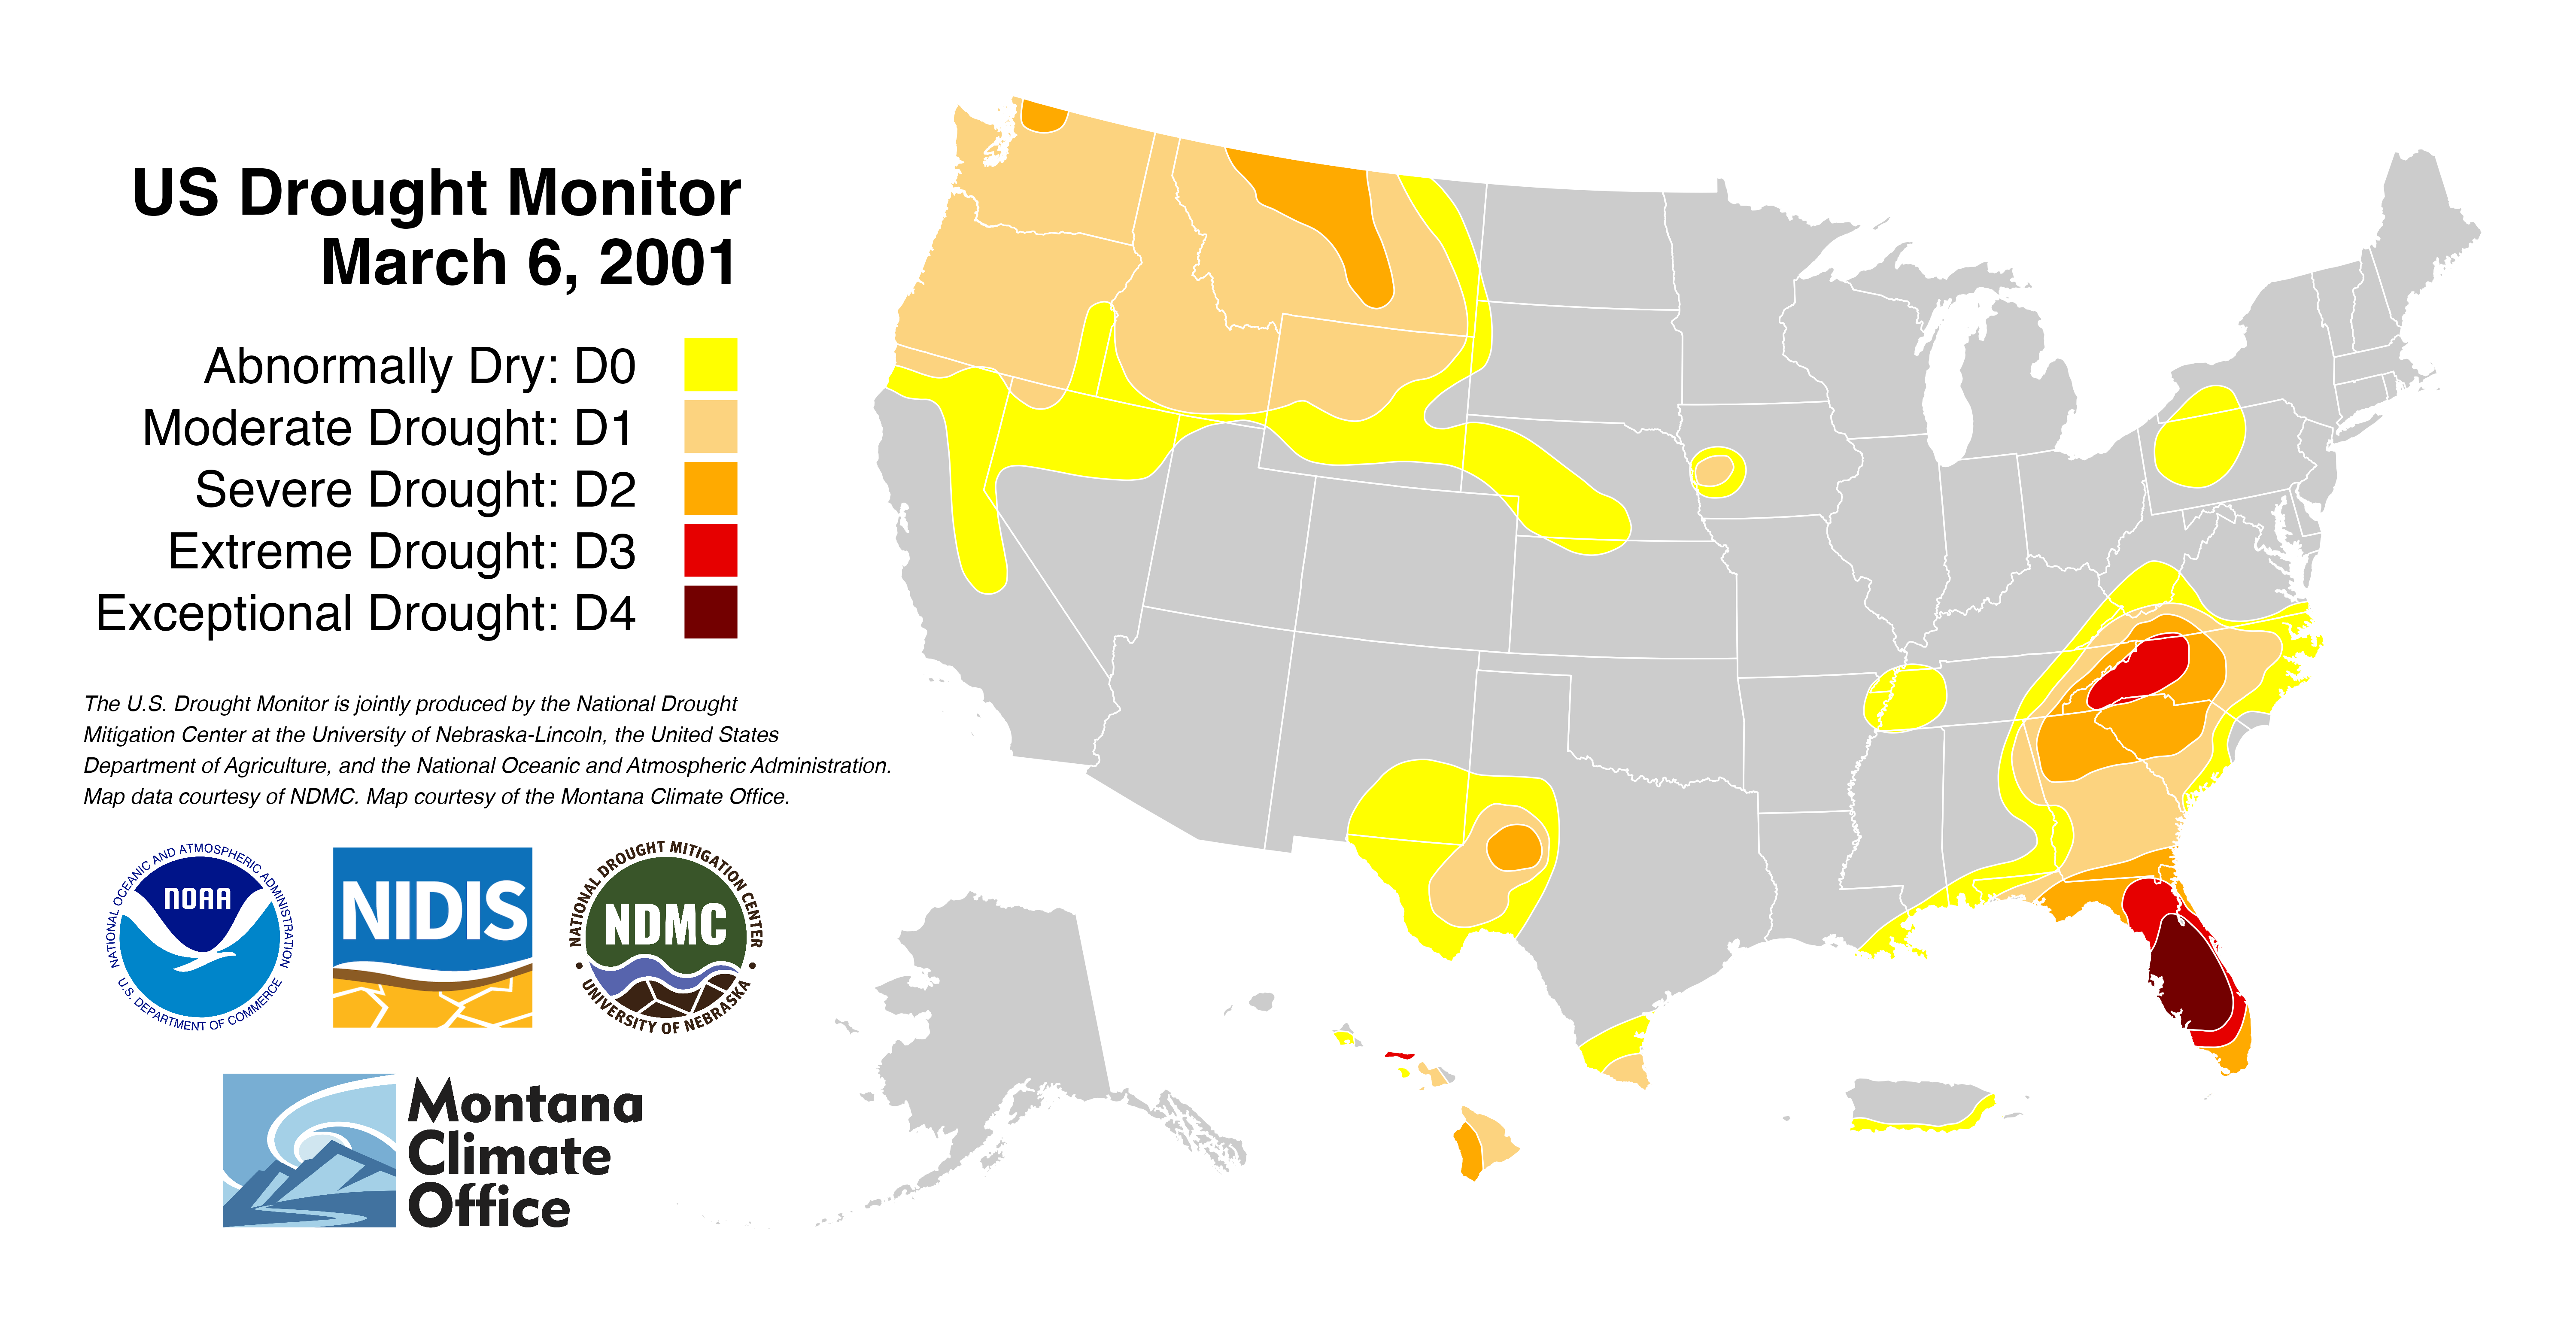 US Drought Monitor
March 6, 2001
Abnormally Dry: D0
Moderate Drought: D1
Severe Drought: D2
Extreme Drought: D3
Exceptional Drought: D4
The U.S. Drought Monitor is jointly produced by the National Drought
Mitigation Center at the University of Nebraska-Lincoln, the United States
Department of Agriculture, and the National Oceanic and Atmospheric Administration.
Map data courtesy of NDMC. Map courtesy of the Montana Climate Office.
NATIONAL OCEANIC AND ATMOSPHERIC ADMINISTRATION
NOAA
U.S. DEPARTMENT OF COMMERCE
NIDIS
NATIONAL DROUGHT MITIGATION CENTER
NDMC
UNIVERSITY OF NEBRASKA
Montana
Climate
Office